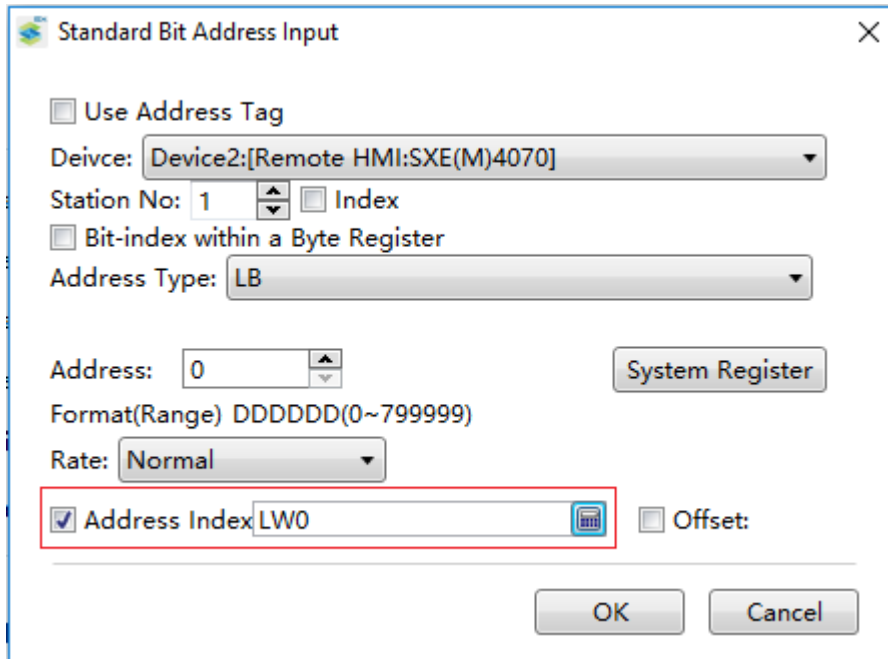 Standard Bit Address Input
Use Address Tag
Deivce: Device2:[Remote HMI:SXE(M)4070]
Station No: 1 Index
Bit-index within a Byte Register
Address Type: LB
Address: 0 System Register
Format(Range) DDDDDD(0~799999)
Rate: Normal
Address Index LW0 Offset:
OK Cancel